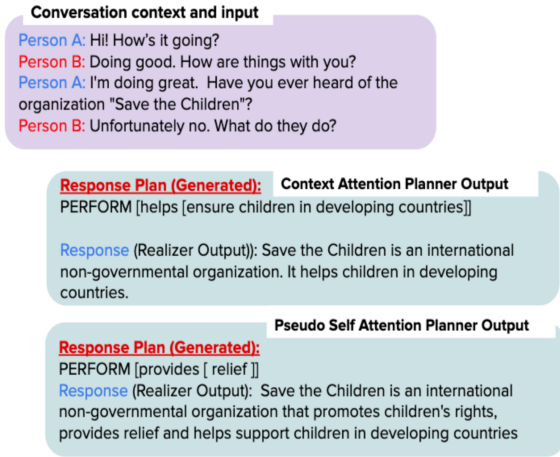 Conversation context and input
Person A: Hi! How's it going?
Person B: Doing good. How are things with you?
Person A: I'm doing great. Have you ever heard of the
organization "Save the Children"?
Person B: Unfortunately no. What do they do?
Response Plan (Generated): Context Attention Planner Output
PERFORM [helps [ensure children in developing countries]]
Response (Realizer Output)): Save the Children is an international
non-governmental organization. It helps children in developing
countries.
Pseudo Self Attention Planner Output
Response Plan (Generated):
PERFORM [provides [ relief ]]
Response (Realizer Output): Save the Children is an international
non-governmental organization that promotes children's rights,
provides relief and helps support children in developing countries